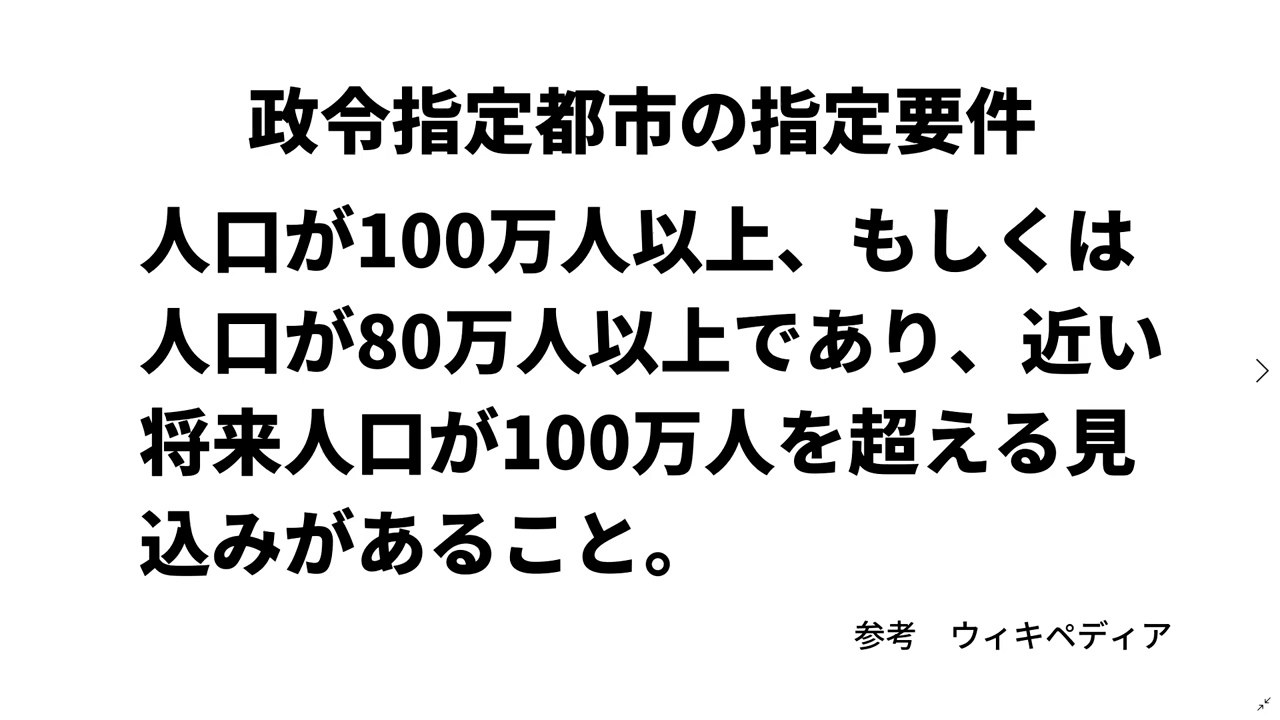 政令指定都市の指定要件
人口が100万人以上、もしくは
人口が80万人以上であり、近い
将来人口が100万人を超える見
込みがあること。
参考　ウィキペディア